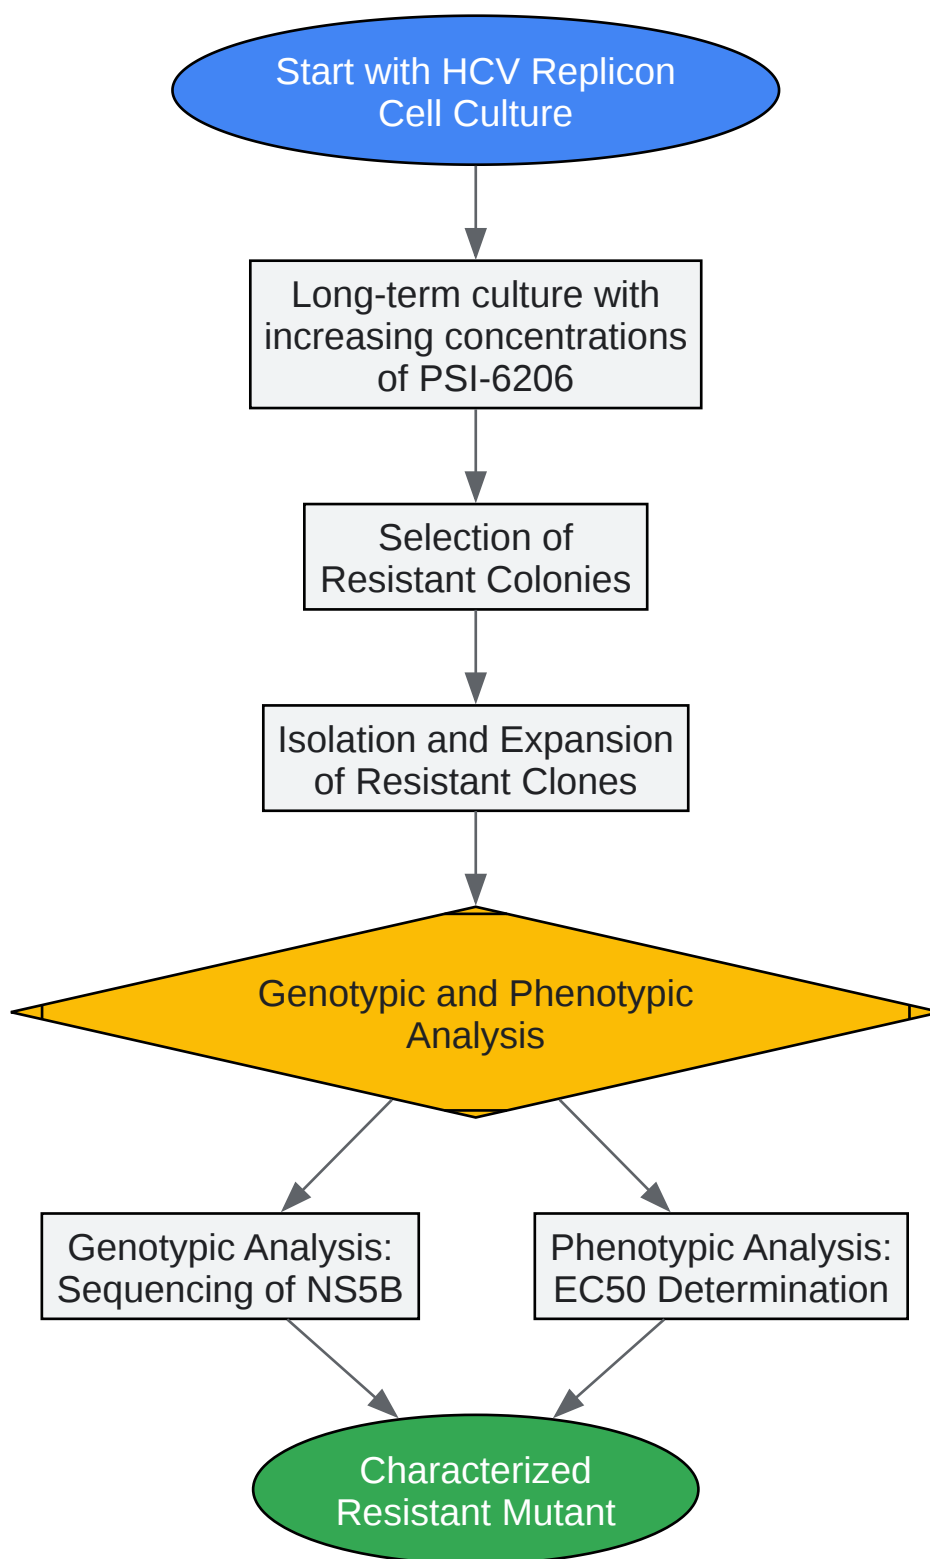 Start with HCV Replicon
Cell Culture
Long-term culture with
increasing concentrations
of PSI-6206
Selection of
Resistant Colonies
Isolation and Expansion
of Resistant Clones
Genotypic and Phenotypic
Analysis
Genotypic Analysis:
Sequencing of NS5B
Phenotypic Analysis:
EC50 Determination
Characterized
Resistant Mutant